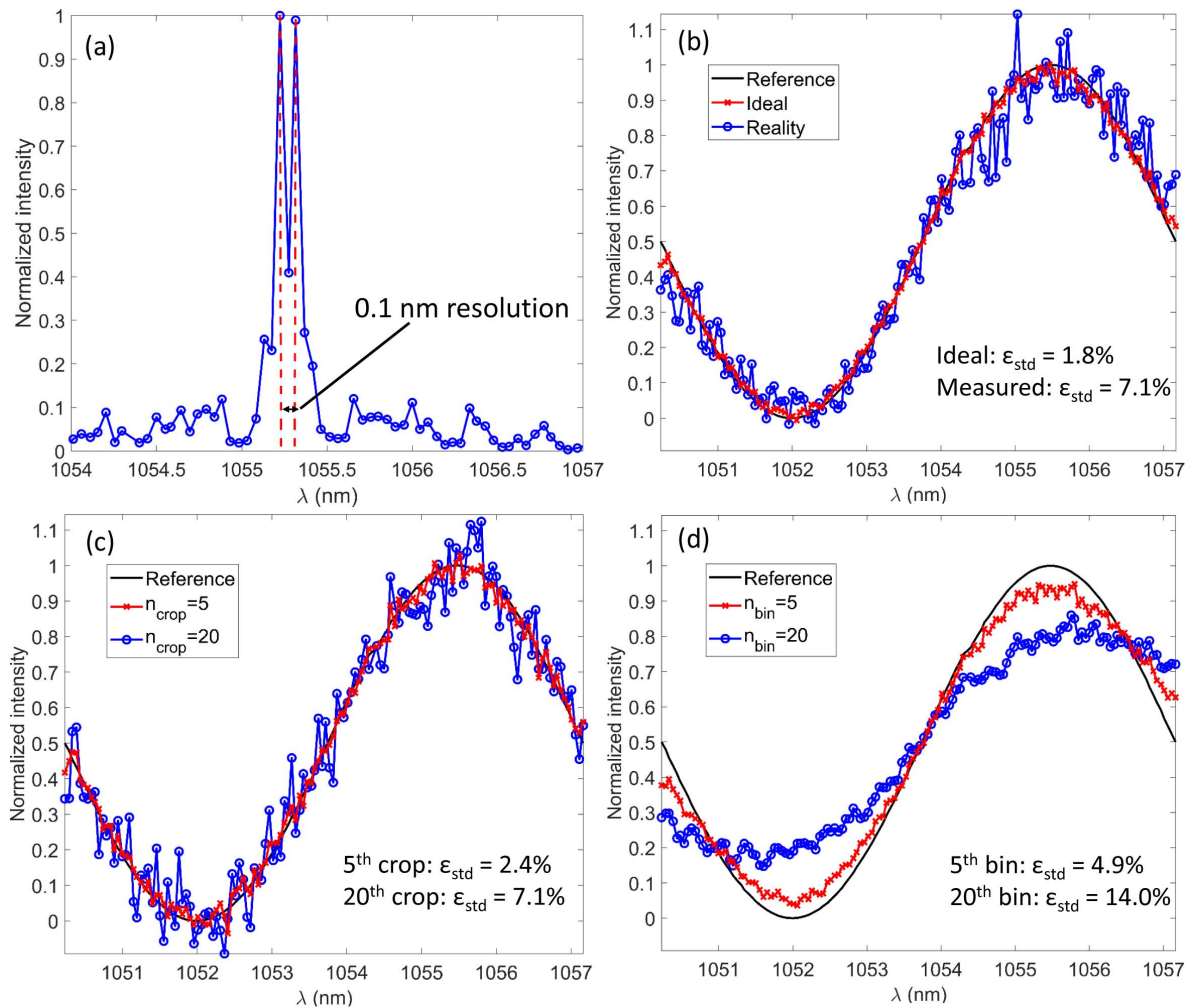 (a)
1
0.9
0.8
0.7
0.6
0.5
0.4
0.3
0.2
0.1
0
Normalized intensity
0.1 nm resolution
1054
1054.5
1055
1055.5
1056
1056.5
1057
λ (nm)
(b)
Reference
Ideal
Reality
1.1
1
0.9
0.8
0.7
0.6
0.5
0.4
0.3
0.2
0.1
0
Normalized intensity
Ideal: ε_std = 1.8%
Measured: ε_std = 7.1%
1051
1052
1053
1054
1055
1056
1057
λ (nm)
(c)
Reference
n_crop=5
n_crop=20
1.1
1
0.9
0.8
0.7
0.6
0.5
0.4
0.3
0.2
0.1
0
Normalized intensity
5th crop: ε_std = 2.4%
20th crop: ε_std = 7.1%
1051
1052
1053
1054
1055
1056
1057
λ (nm)
(d)
Reference
n_bin=5
n_bin=20
1.1
1
0.9
0.8
0.7
0.6
0.5
0.4
0.3
0.2
0.1
0
Normalized intensity
5th bin: ε_std = 4.9%
20th bin: ε_std = 14.0%
1051
1052
1053
1054
1055
1056
1057
λ (nm)